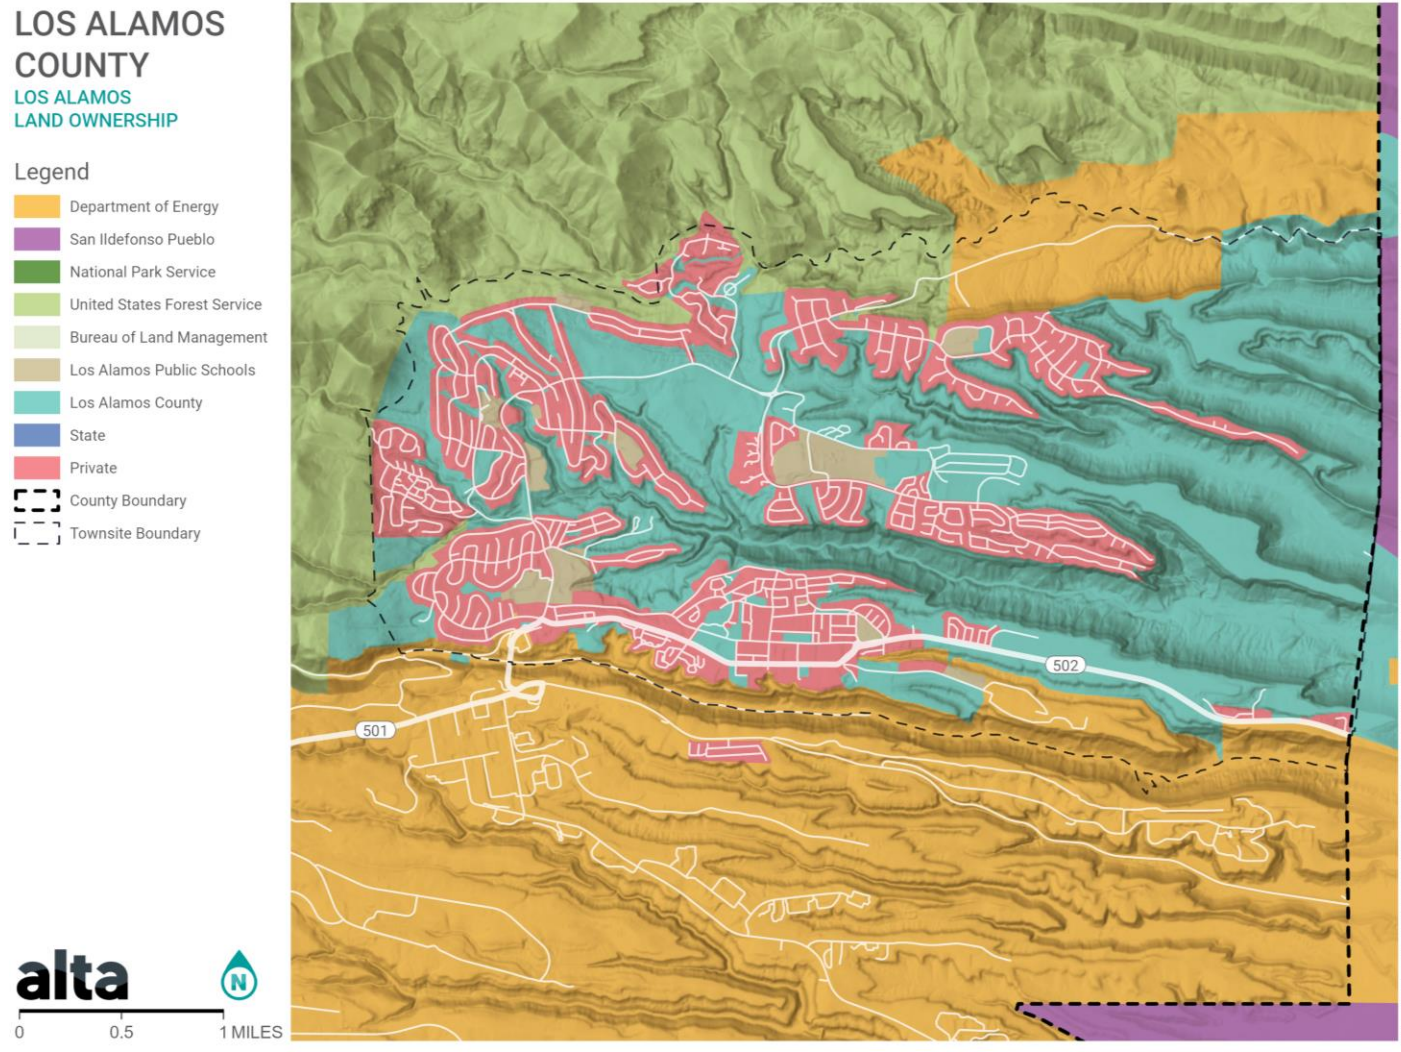 LOS ALAMOS
COUNTY
LOS ALAMOS
LAND OWNERSHIP
Legend
Department of Energy
San Ildefonso Pueblo
National Park Service
United States Forest Service
Bureau of Land Management
Los Alamos Public Schools
Los Alamos County
State
Private
County Boundary
Townsite Boundary
502
501
alta
N
0 0.5 1 MILES